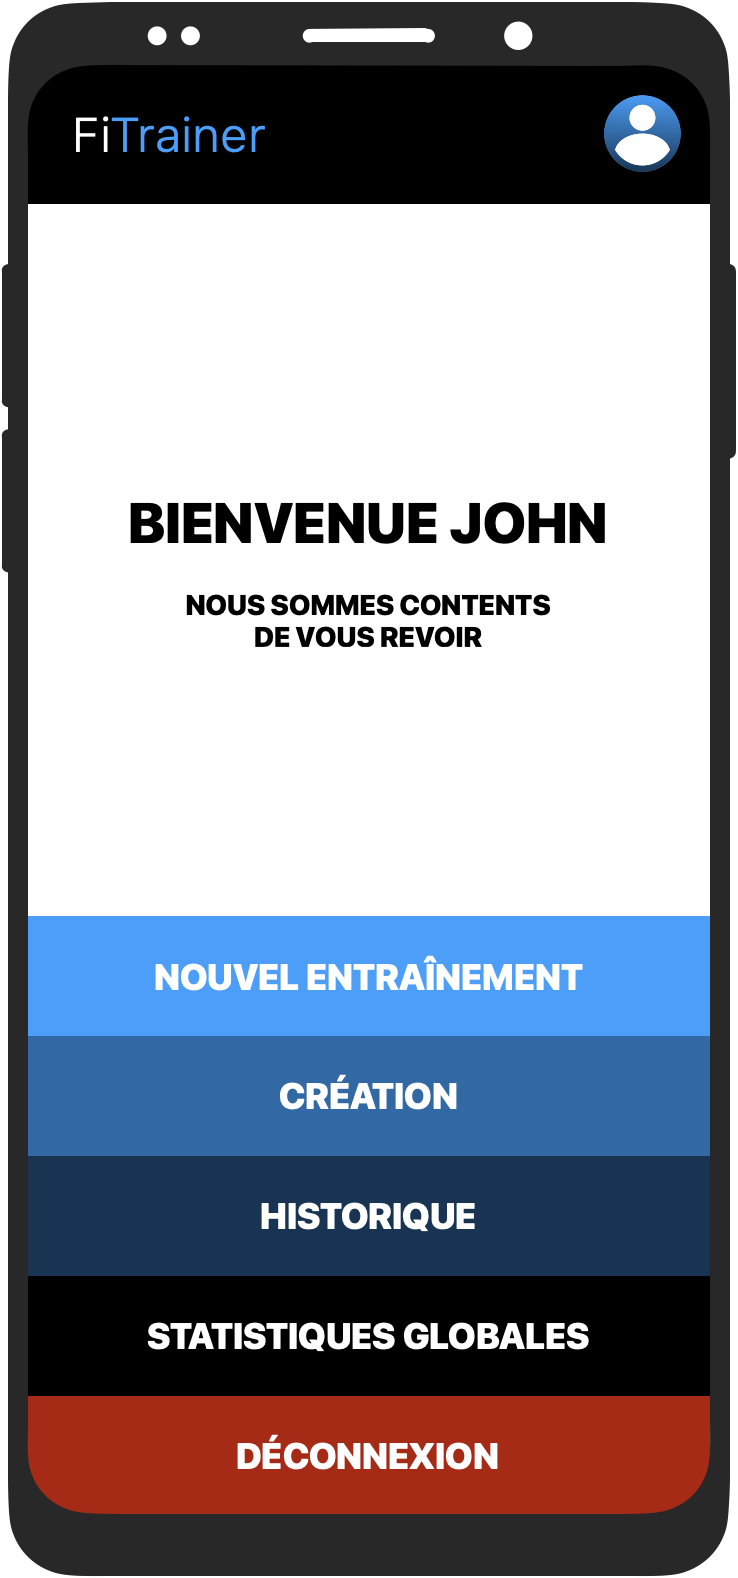 FiTrainer
BIENVENUE JOHN
NOUS SOMMES CONTENTS
DE VOUS REVOIR
NOUVEL ENTRAÎNEMENT
CRÉATION
HISTORIQUE
STATISTIQUES GLOBALES
DÉCONNEXION